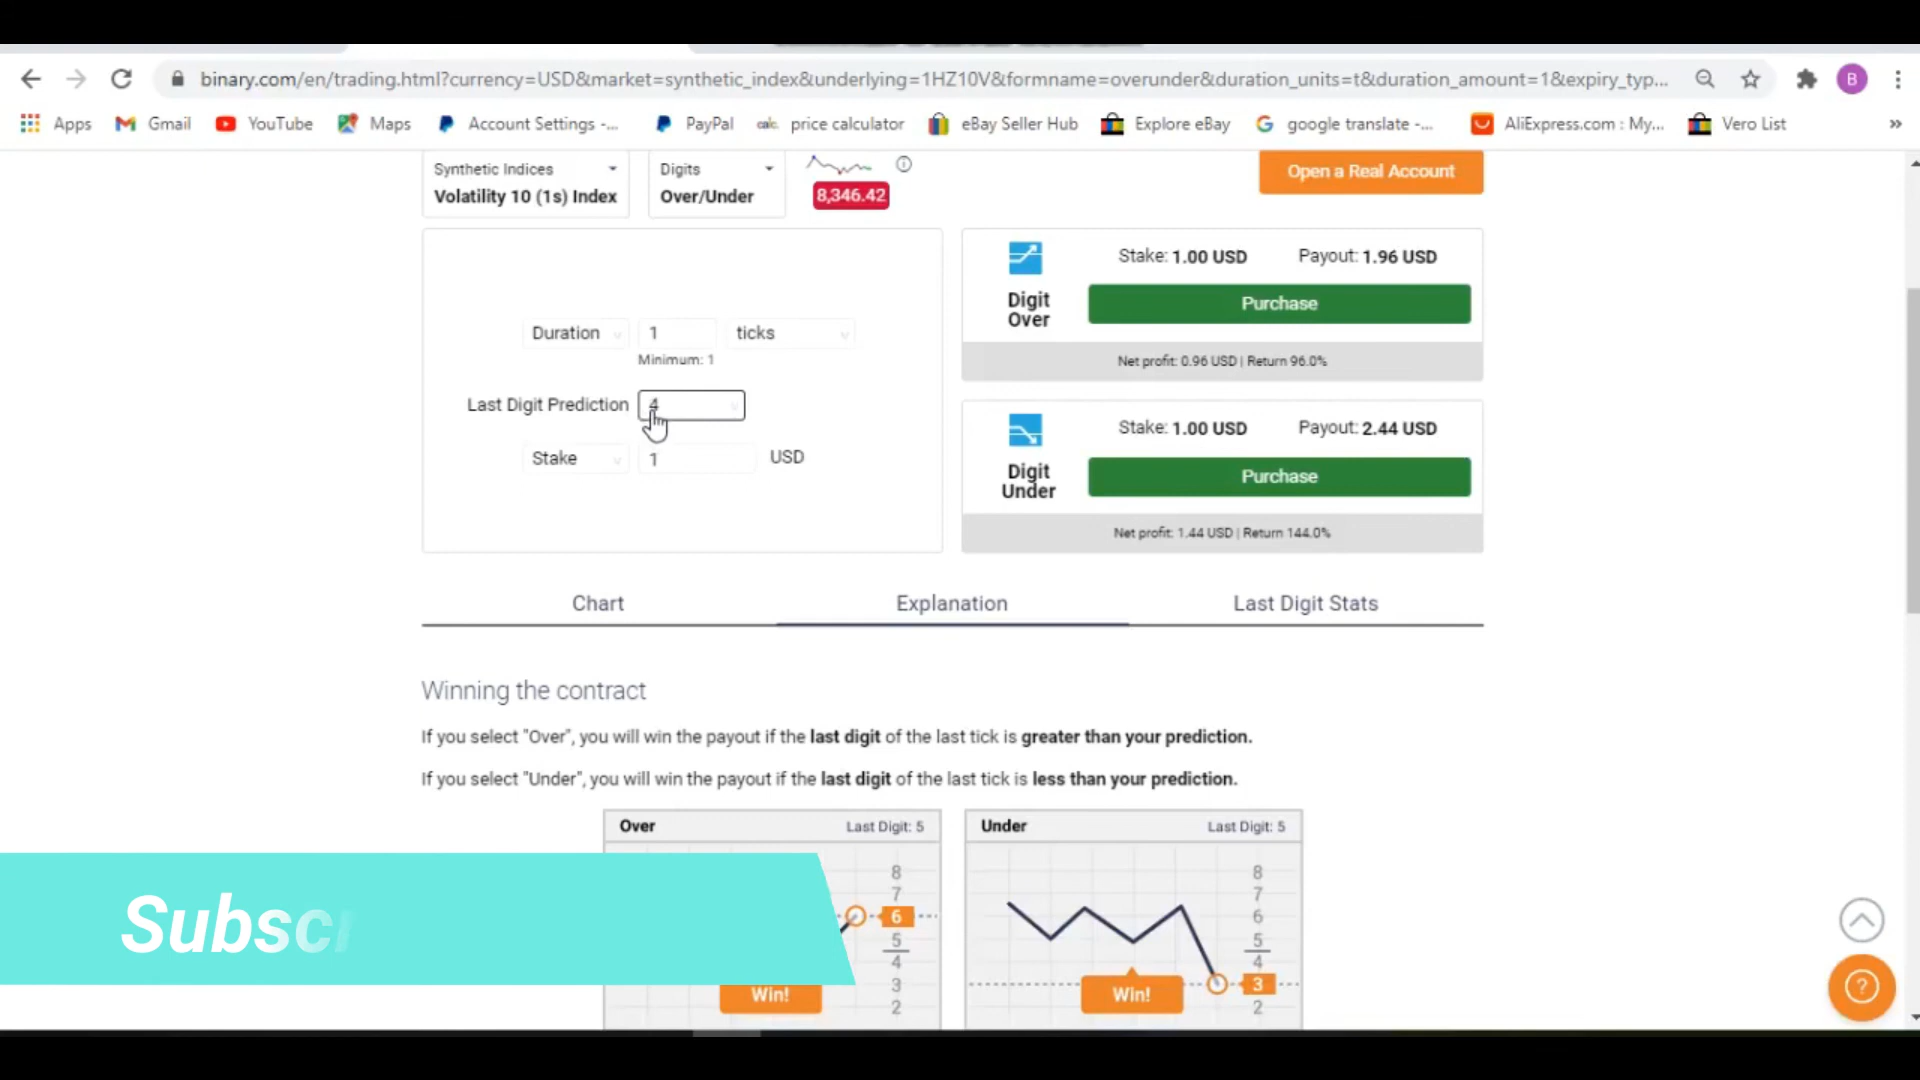 binary.com/en/trading.html?currency=USD&market=synthetic_index&underlying=1HZ10V&formname=overunder&duration_units=t&duration_amount=1&expiry_typ...
B
Apps Gmail YouTube Maps Account Settings -... PayPal calc. price calculator eBay Seller Hub Explore eBay google translate -... AliExpress.com : My... Vero List »
Synthetic Indices
Volatility 10 (1s) Index
Digits
Over/Under
8,346.42
Open a Real Account
Duration 1 ticks
Minimum: 1
Last Digit Prediction 4
Stake 1 USD
Digit Over
Stake: 1.00 USD Payout: 1.96 USD
Purchase
Net profit: 0.96 USD | Return 96.0%
Digit Under
Stake: 1.00 USD Payout: 2.44 USD
Purchase
Net profit: 1.44 USD | Return 144.0%
Chart Explanation Last Digit Stats
Winning the contract
If you select "Over", you will win the payout if the last digit of the last tick is greater than your prediction.
If you select "Under", you will win the payout if the last digit of the last tick is less than your prediction.
Over Last Digit: 5
8
7
6
5
4
3
2
Win!
Under Last Digit: 5
8
7
6
5
4
3
2
Win!
Subscr
?